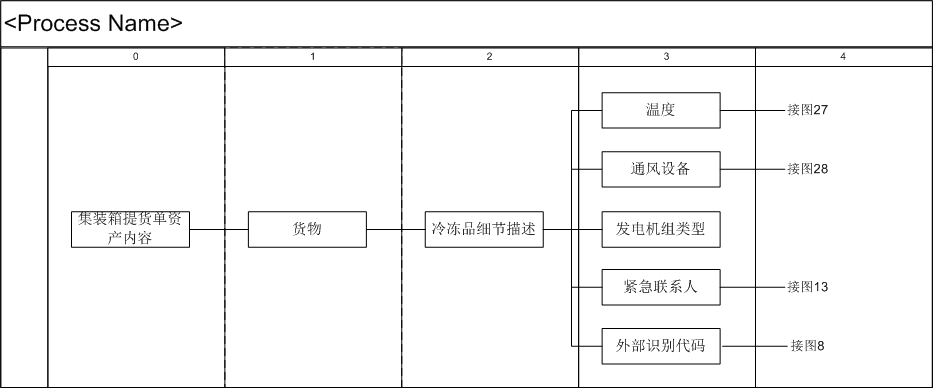 <Process Name>
0
1
2
3
4
温度
接图27
通风设备
接图28
集装箱提货单资
产内容
货物
冷冻品细节描述
发电机组类型
紧急联系人
接图13
外部识别代码
接图8